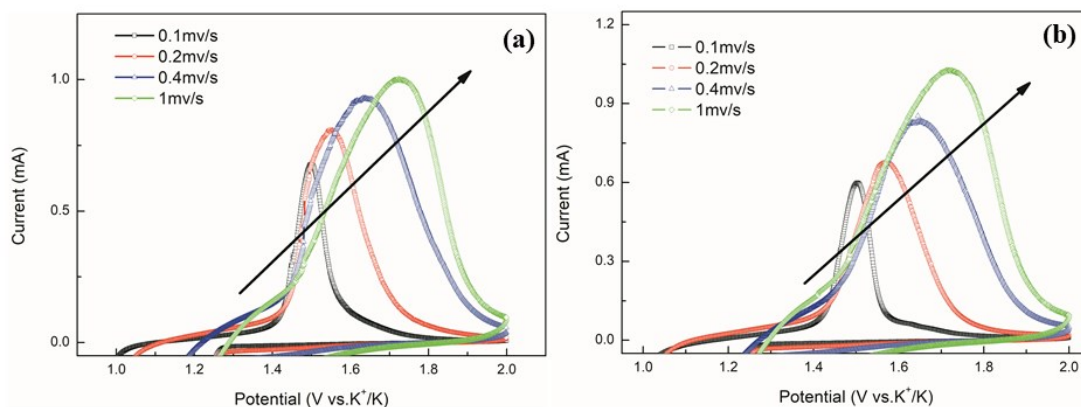 (a)
0.1mv/s
0.2mv/s
0.4mv/s
1mv/s
1.0
0.5
0.0
Current (mA)
1.0 1.2 1.4 1.6 1.8 2.0
Potential (V vs.K⁺/K)
(b)
0.1mv/s
0.2mv/s
0.4mv/s
1mv/s
1.2
0.9
0.6
0.3
0.0
Current (mA)
1.0 1.2 1.4 1.6 1.8 2.0
Potential (V vs.K⁺/K)